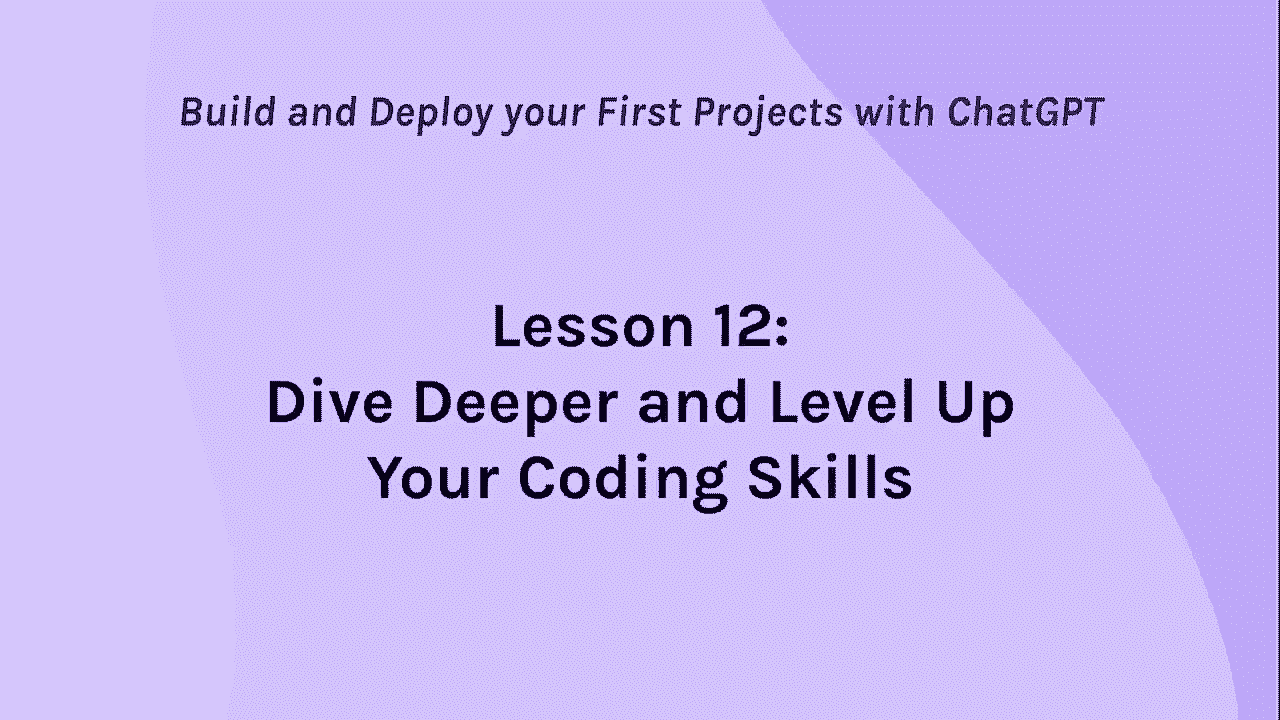 Build and Deploy your First Projects with ChatGPT
Lesson 12:
Dive Deeper and Level Up
Your Coding Skills